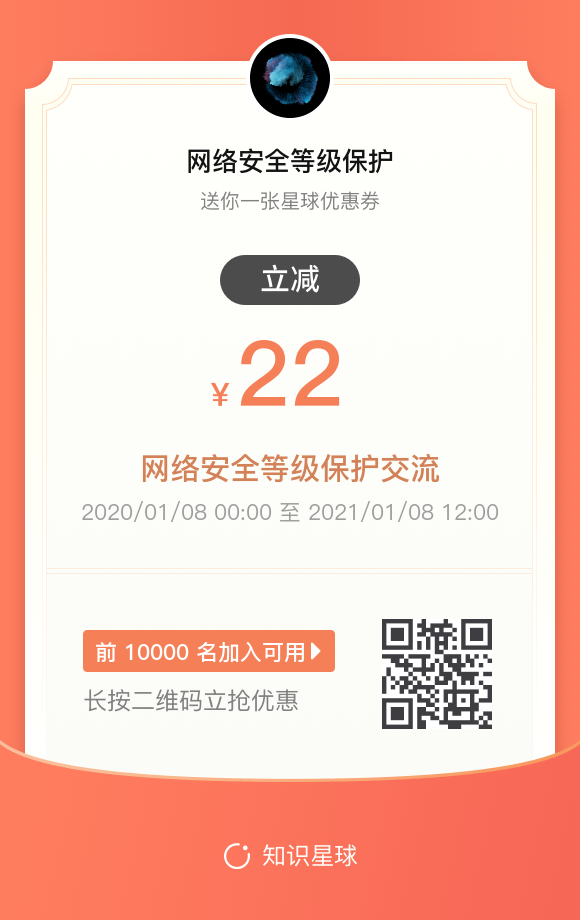 网络安全等级保护
送你一张星球优惠券
立减
¥22
网络安全等级保护交流
2020/01/08 00:00 至 2021/01/08 12:00
前 10000 名加入可用
长按二维码立抢优惠
知识星球